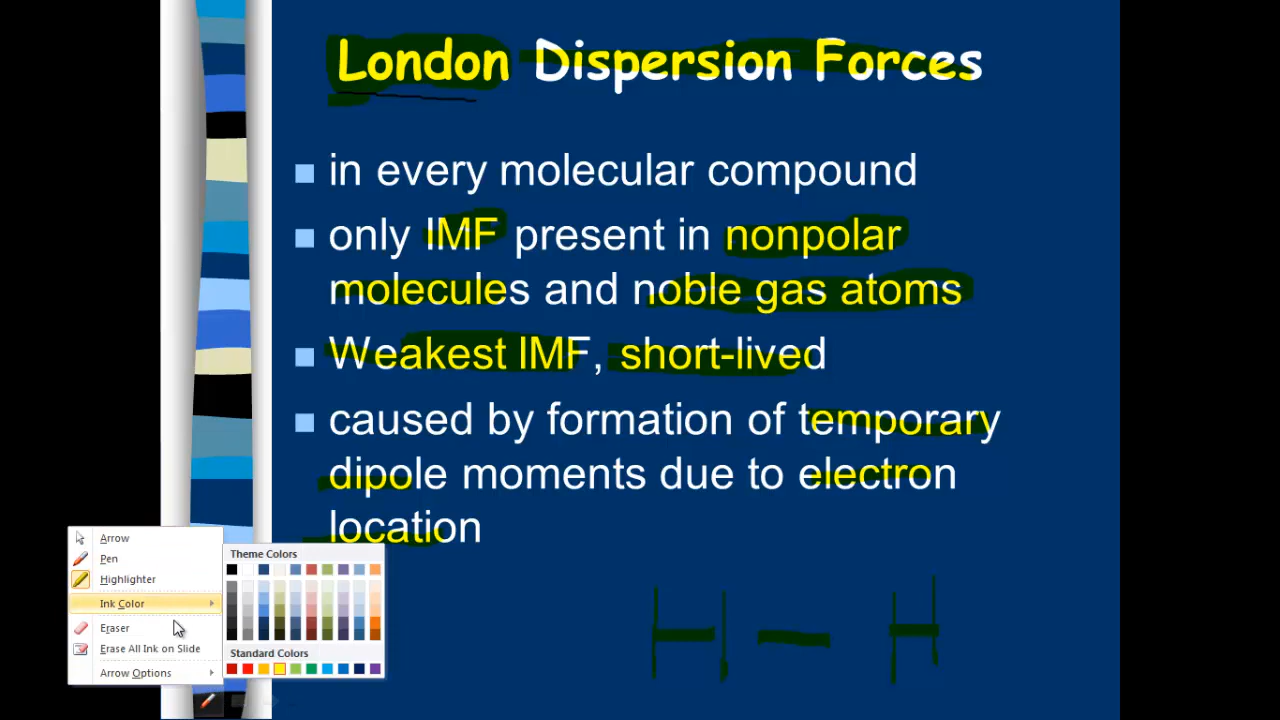 London Dispersion Forces
in every molecular compound
only IMF present in nonpolar
molecules and noble gas atoms
Weakest IMF, short-lived
caused by formation of temporary
dipole moments due to electron
location
Arrow
Pen
Highlighter
Ink Color
Eraser
Erase All Ink on Slide
Arrow Options
Theme Colors
Standard Colors
H - H